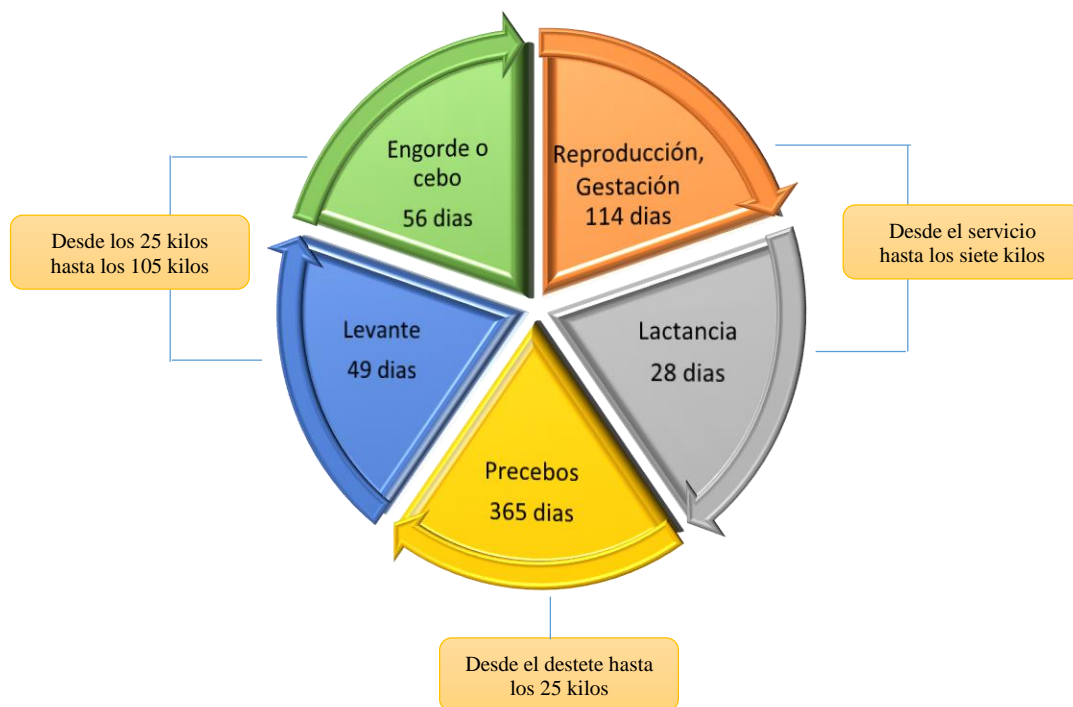 Engorde o
cebo
56 dias
Reproducción,
Gestación
114 dias
Desde los 25 kilos
hasta los 105 kilos
Desde el servicio
hasta los siete kilos
Levante
49 dias
Lactancia
28 dias
Precebos
365 dias
Desde el destete hasta
los 25 kilos